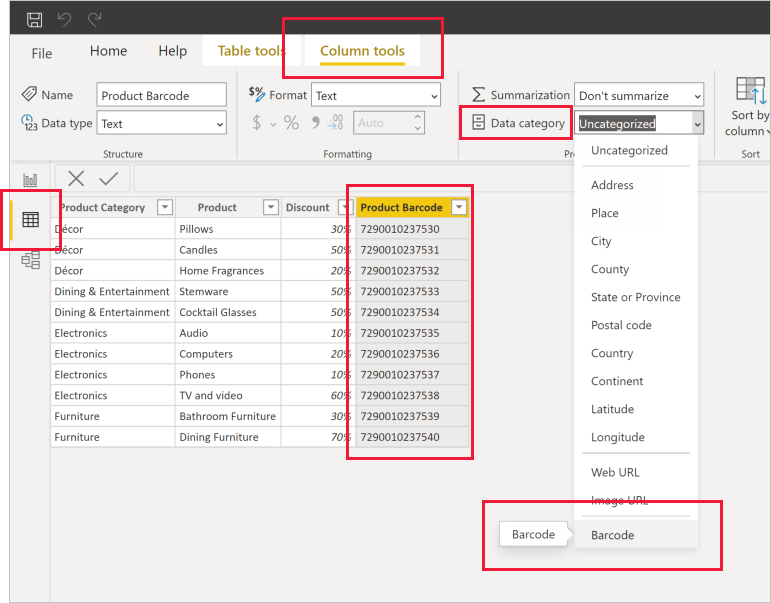 File Home Help Table tools Column tools
Name Product Barcode $% Format Text Summarization Don't summarize
123 Data type Text $ % 9 .00 →.0 Auto Data category Uncategorized Sort by
column
Structure Formatting Sort
Uncategorized
Address
Place
City
County
State or Province
Postal code
Country
Continent
Latitude
Longitude
Web URL
Image URL
Barcode Barcode
Product Category Product Discount Product Barcode
Décor Pillows 30% 7290010237530
Décor Candles 50% 7290010237531
Décor Home Fragrances 20% 7290010237532
Dining & Entertainment Stemware 50% 7290010237533
Dining & Entertainment Cocktail Glasses 50% 7290010237534
Electronics Audio 10% 7290010237535
Electronics Computers 20% 7290010237536
Electronics Phones 10% 7290010237537
Electronics TV and video 60% 7290010237538
Furniture Bathroom Furniture 30% 7290010237539
Furniture Dining Furniture 70% 7290010237540